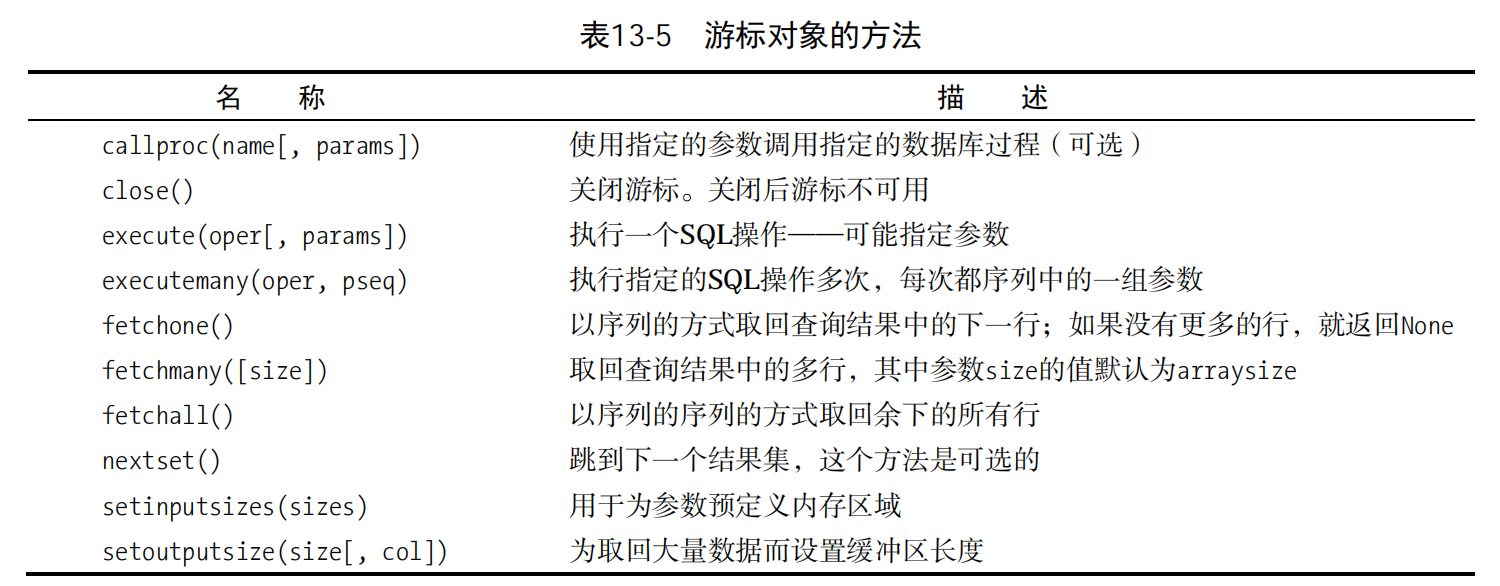 表13-5 游标对象的方法
名 称 描 述
callproc(name[, params]) 使用指定的参数调用指定的数据库过程（可选）
close() 关闭游标。关闭后游标不可用
execute(oper[, params]) 执行一个SQL操作——可能指定参数
executemany(oper, pseq) 执行指定的SQL操作多次，每次都序列中的一组参数
fetchone() 以序列的方式取回查询结果中的下一行；如果没有更多的行，就返回None
fetchmany([size]) 取回查询结果中的多行，其中参数size的值默认为arraysize
fetchall() 以序列的序列的方式取回余下的所有行
nextset() 跳到下一个结果集，这个方法是可选的
setinputsizes(sizes) 用于为参数预定义内存区域
setoutputsize(size[, col]) 为取回大量数据而设置缓冲区长度